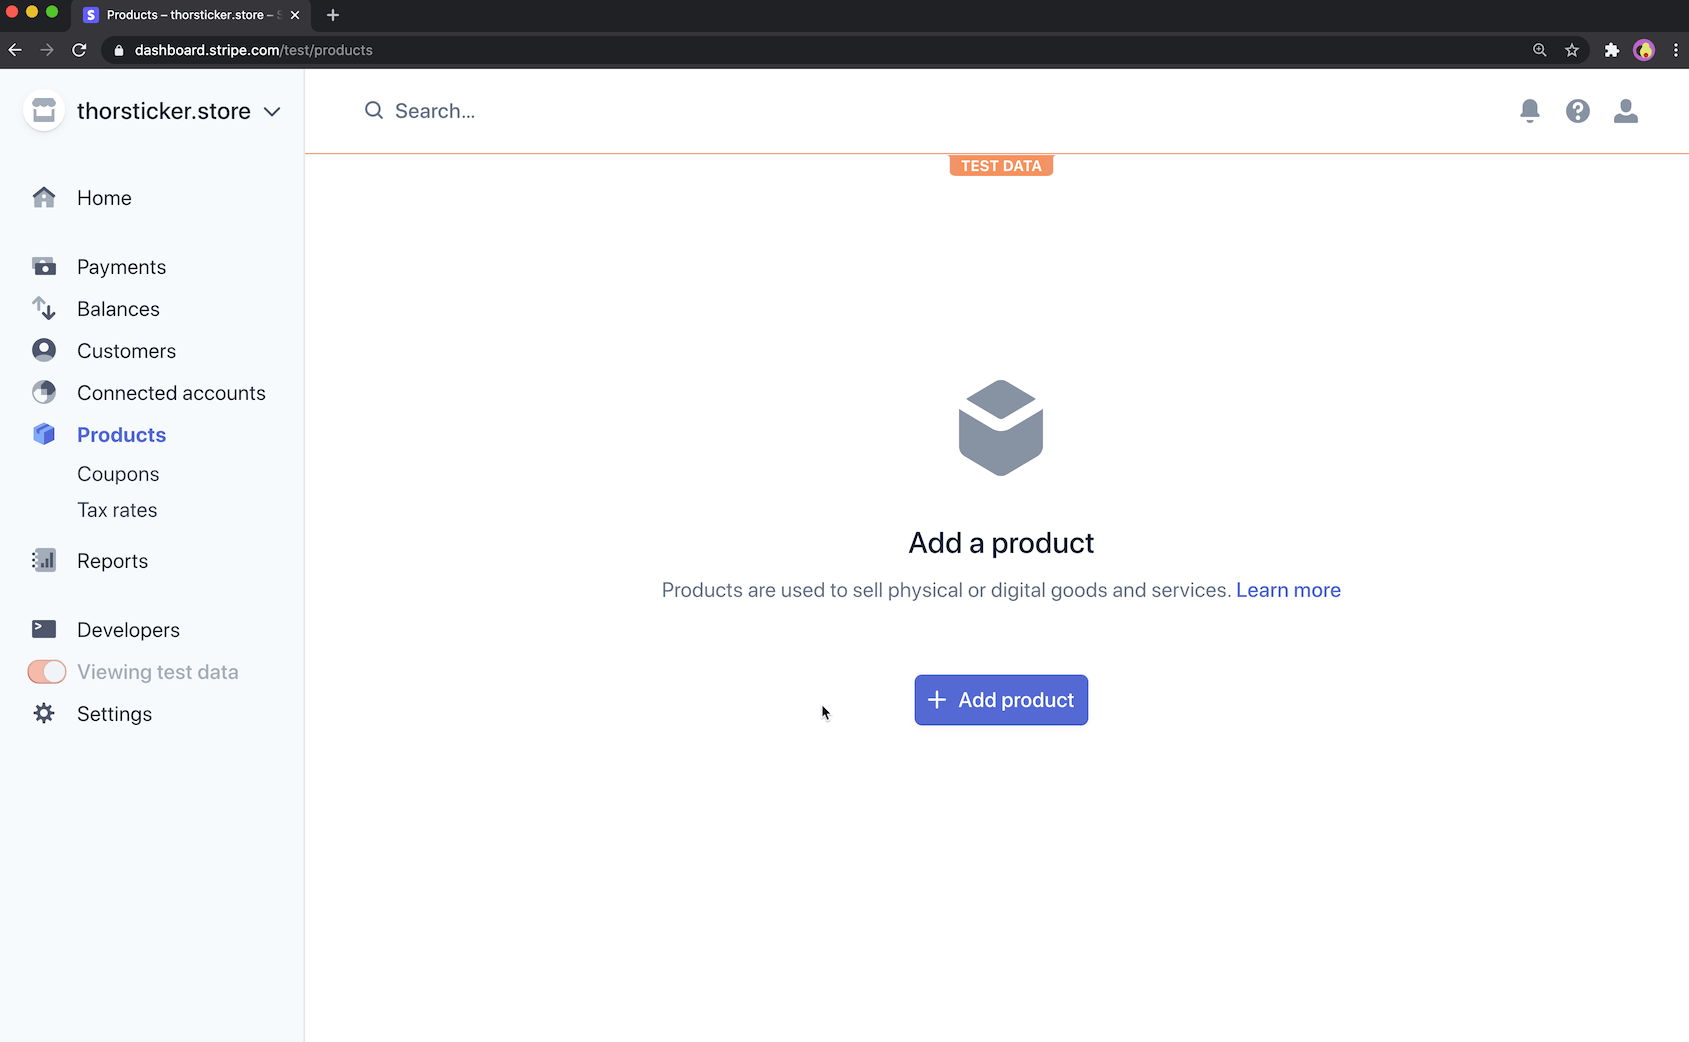 S Products – thorsticker.store –
dashboard.stripe.com/test/products
thorsticker.store
Search...
TEST DATA
Home
Payments
Balances
Customers
Connected accounts
Products
Coupons
Tax rates
Reports
Developers
Viewing test data
Settings
Add a product
Products are used to sell physical or digital goods and services. Learn more
+ Add product